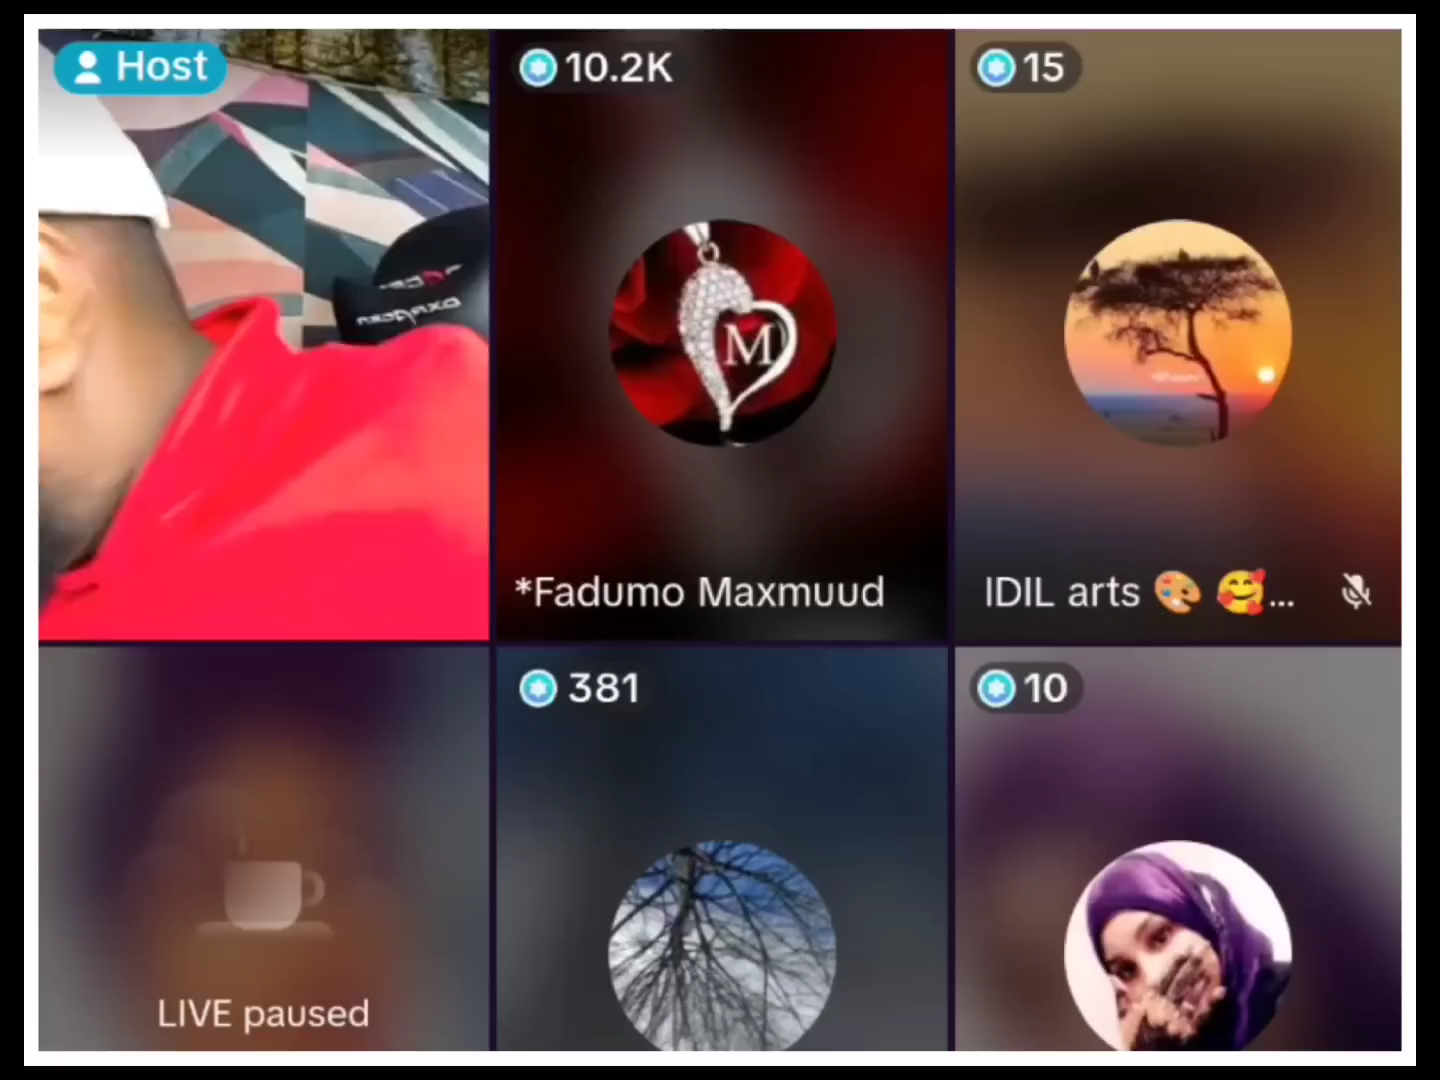 Host
10.2K
15
M
*Fadumo Maxmuud
IDIL arts 🎨 🥰...
381
10
LIVE paused